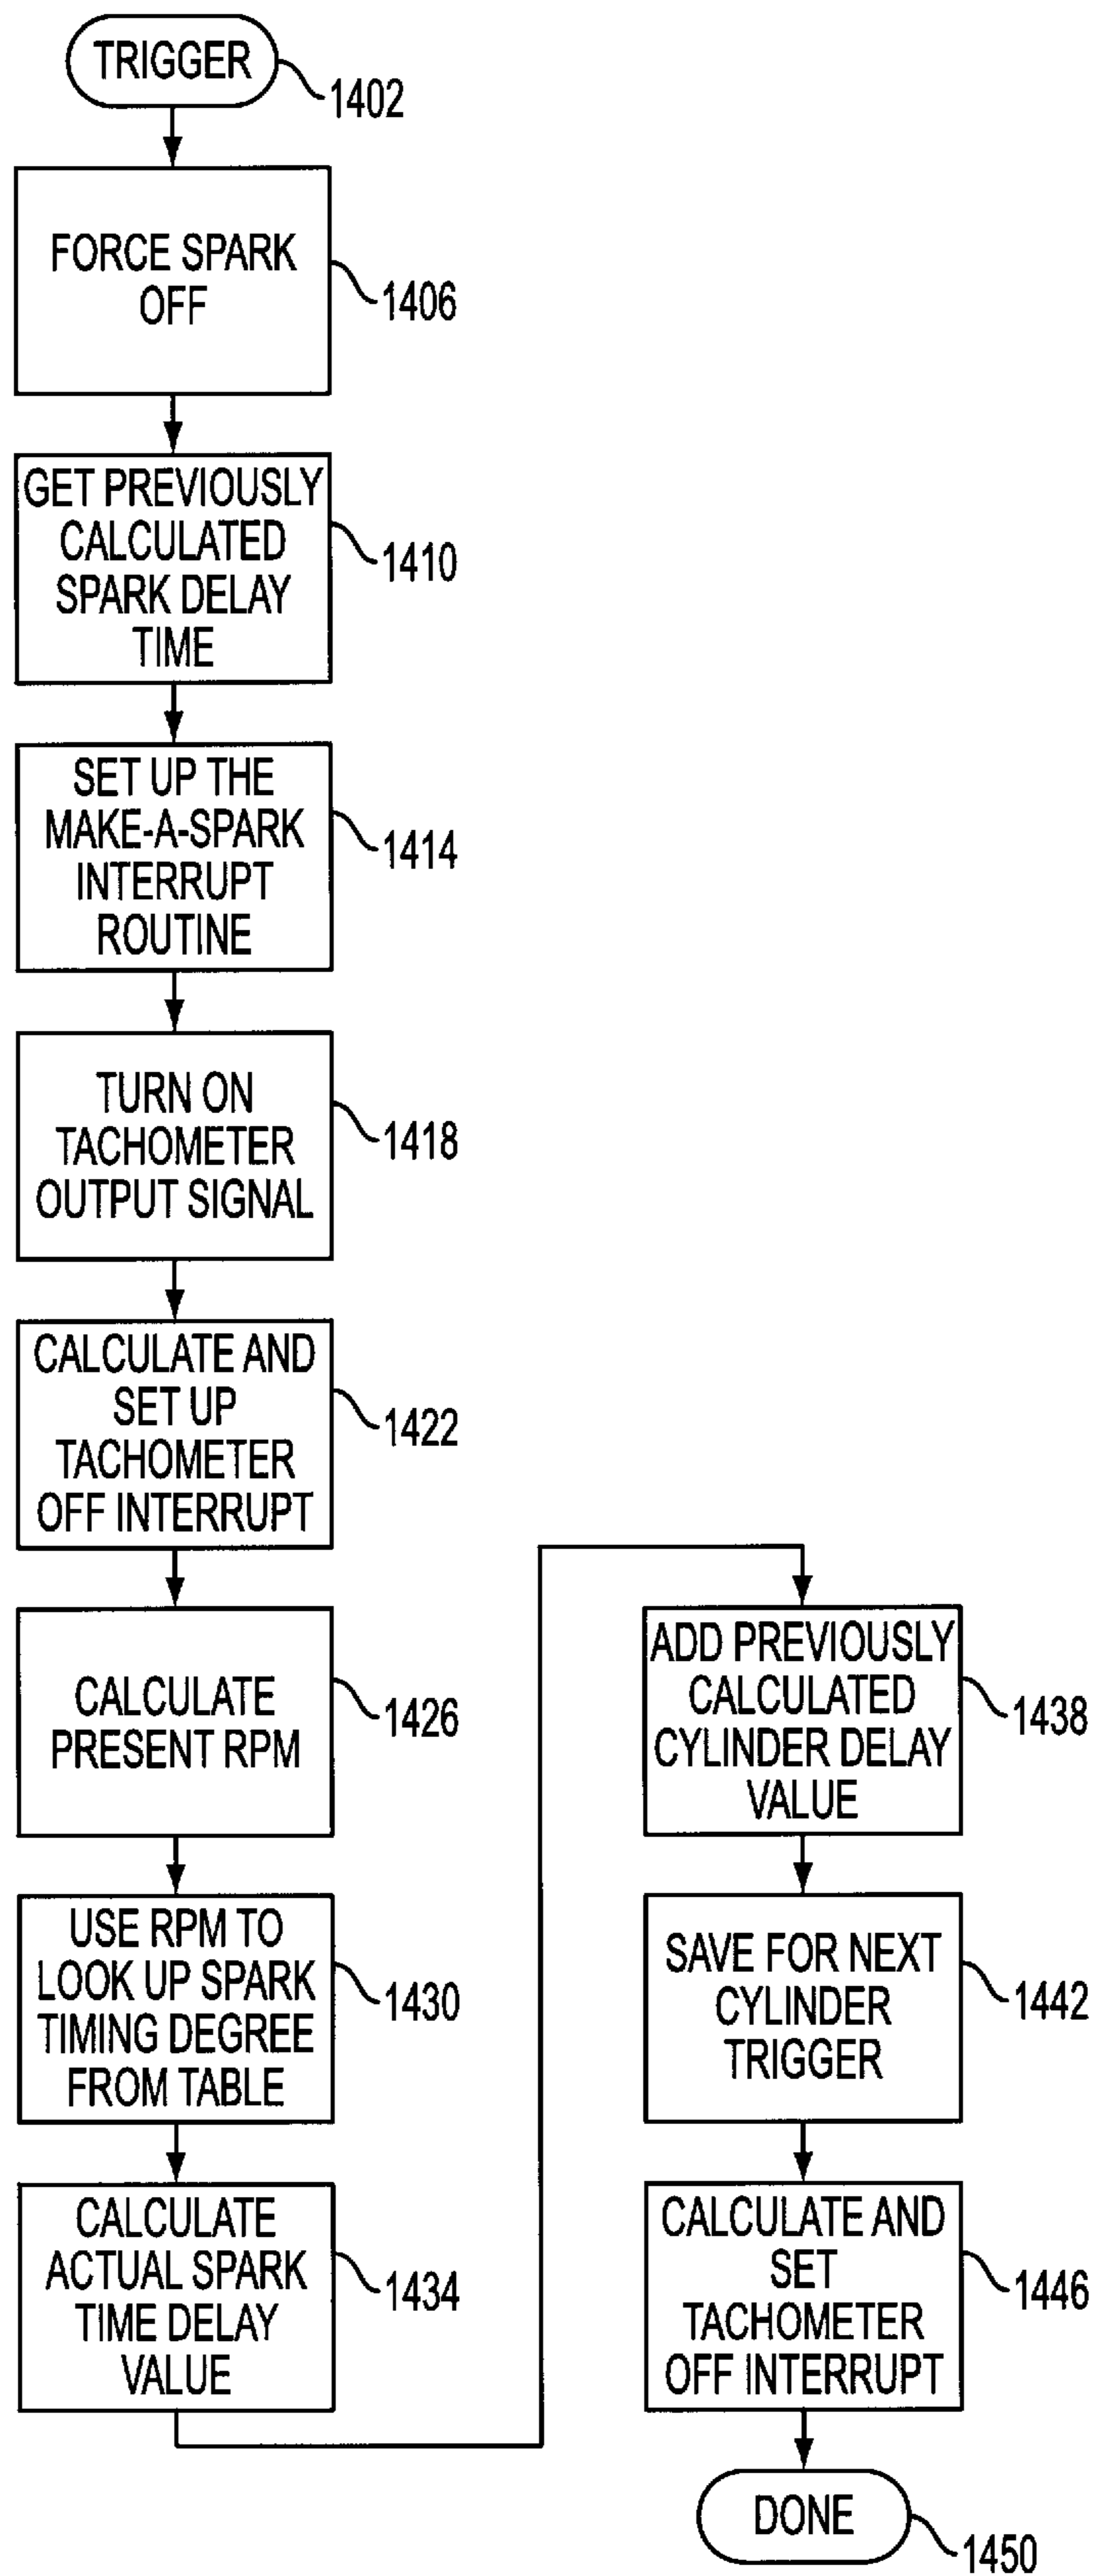 TRIGGER
1402
FORCE SPARK
OFF
1406
GET PREVIOUSLY
CALCULATED
SPARK DELAY
TIME
1410
SET UP THE
MAKE-A-SPARK
INTERRUPT
ROUTINE
1414
TURN ON
TACHOMETER
OUTPUT SIGNAL
1418
CALCULATE AND
SET UP
TACHOMETER
OFF INTERRUPT
1422
CALCULATE
PRESENT RPM
1426
USE RPM TO
LOOK UP SPARK
TIMING DEGREE
FROM TABLE
1430
CALCULATE
ACTUAL SPARK
TIME DELAY
VALUE
1434
ADD PREVIOUSLY
CALCULATED
CYLINDER DELAY
VALUE
1438
SAVE FOR NEXT
CYLINDER
TRIGGER
1442
CALCULATE AND
SET
TACHOMETER
OFF INTERRUPT
1446
DONE
1450